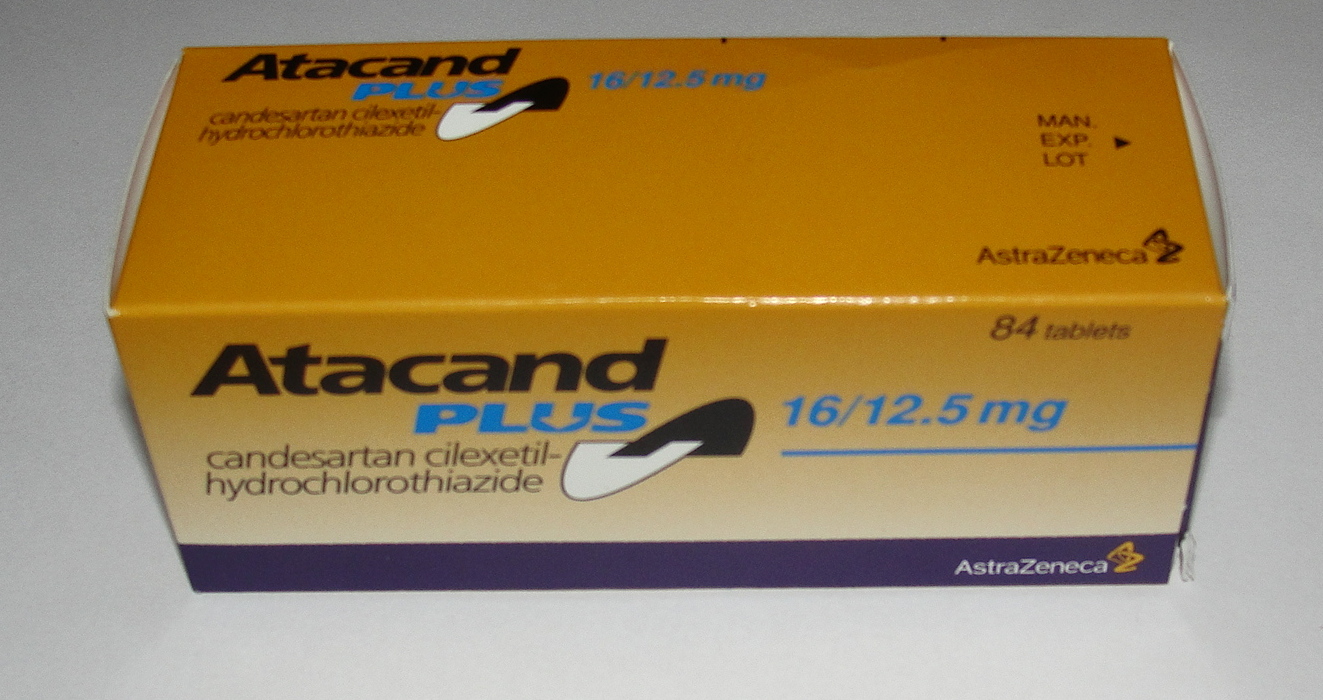 Atacand
PLUS
16/12.5 mg
candesartan cilexetil-
hydrochlorothiazide
MAN.
EXP.
LOT
AstraZeneca
84 tablets
Atacand
PLUS
16/12.5 mg
candesartan cilexetil-
hydrochlorothiazide
AstraZeneca